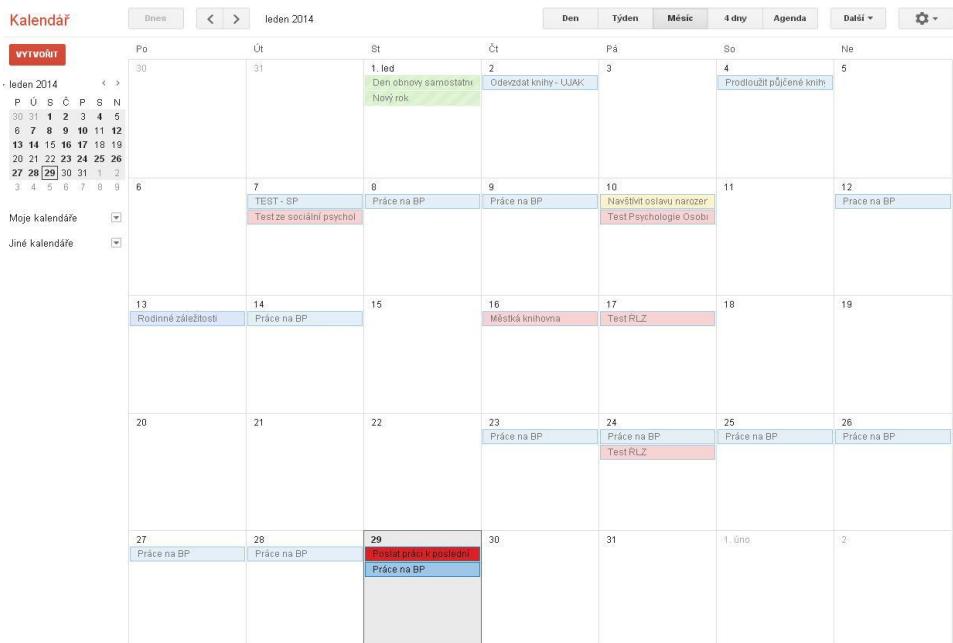 Kalendář
Dnes
leden 2014
Den Týden Měsíc 4 dny Agenda
Další
VYTVOŘIT
leden 2014
P Ú S Č P S N
30 31 1 2 3 4 5
6 7 8 9 10 11 12
13 14 15 16 17 18 19
20 21 22 23 24 25 26
27 28 29 30 31 1 2
3 4 5 6 7 8 9
Moje kalendáře
Jiné kalendáře
Po Út St Čt Pá So Ne
30 31 1. led 2 3 4 5
Den obnovy samostatné Odevzdat knihy - UJAK Prodloužit půjčené knihy
Nový rok
6 7 8 9 10 11 12
TEST - SP Práce na BP Práce na BP Navštívit oslavu narozer Prace na BP
Test ze sociální psychol Test Psychologie Osobi
13 14 15 16 17 18 19
Rodinné záležitosti Práce na BP Městká knihovna Test ŘLZ
20 21 22 23 24 25 26
Práce na BP Práce na BP Práce na BP Práce na BP
Test ŘLZ
27 28 29 30 31 1. úno 2
Práce na BP Práce na BP Poslat práci k poslední
Práce na BP